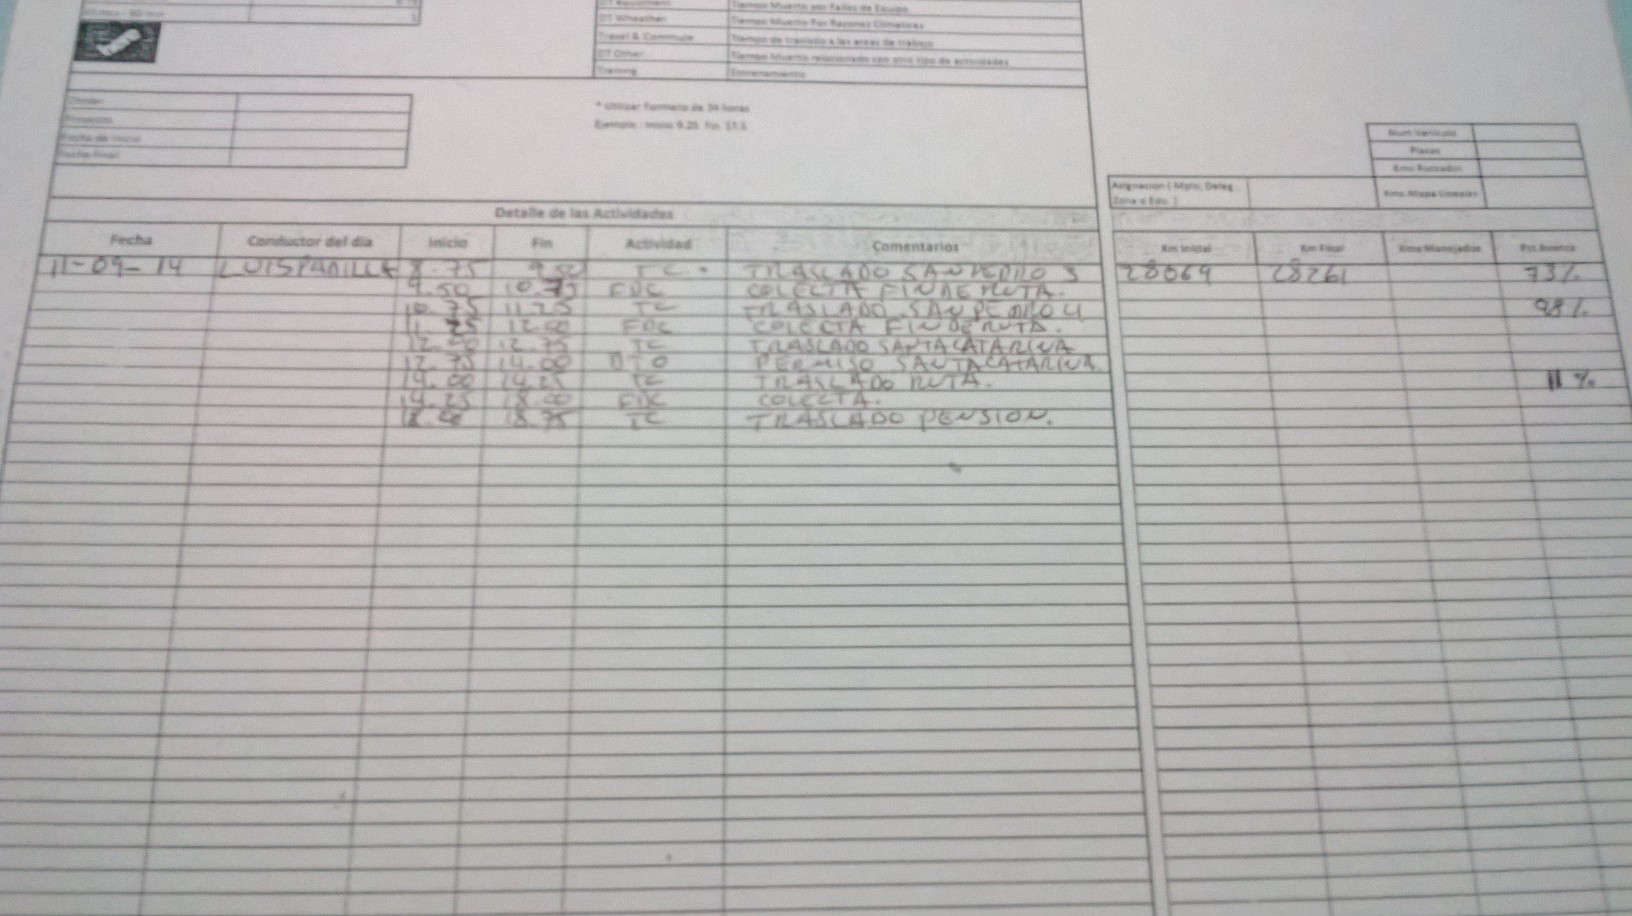 DT Equipment Tiempo Muerto por Fallas de Equipo
DT Wheather Tiempo Muerto Por Razones Climaticas
Travel & Commute Tiempo de traslado a las areas de trabajo
DT Other Tiempo Muerto relacionado con otro tipo de actividades
Training Entrenamiento
* Utilizar Formato de 24 horas
Ejemplo : Inicio 9.25 Fin 17.5
Proyecto
Fecha de Inicio
Fecha Final
Num Vehiculo
Placas
Asignacion ( Mpio, Deleg.
Zona o Edo. )
Detalle de las Actividades
Fecha Conductor del dia Inicio Fin Actividad Comentarios Km Inicial Km Final Kms Manejados
11-09-14 LUIS PADILLA 8.75 9.50 TC. TRASLADO SAN PEDRO 3 28069 28261 73%
9.50 10.75 FDC COLECTA FIN DE RUTA.
10.75 11.25 TC TRASLADO SAN PEDRO 4 98%
11.25 12.50 FDC COLECTA FIN DE RUTA.
12.50 12.75 TC TRASLADO SANTA CATARINA
12.75 14.00 DTO PERMISO SANTA CATARINA.
14.00 14.25 TC TRASLADO RUTA. 11%
14.25 18.00 FDC COLECTA.
18.00 18.75 TC TRASLADO PENSION.